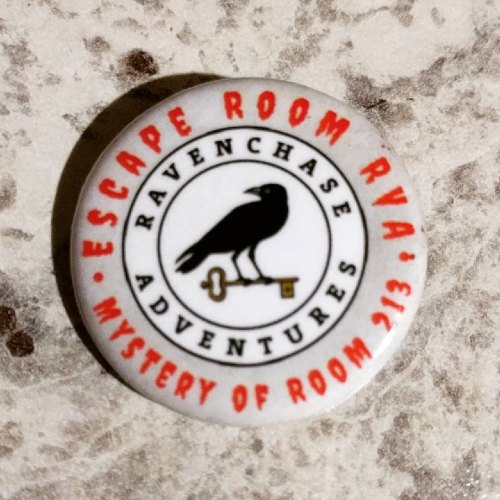 ESCAPE ROOM RVA
MYSTERY OF ROOM 213
RAVENCHASE
ADVENTURES